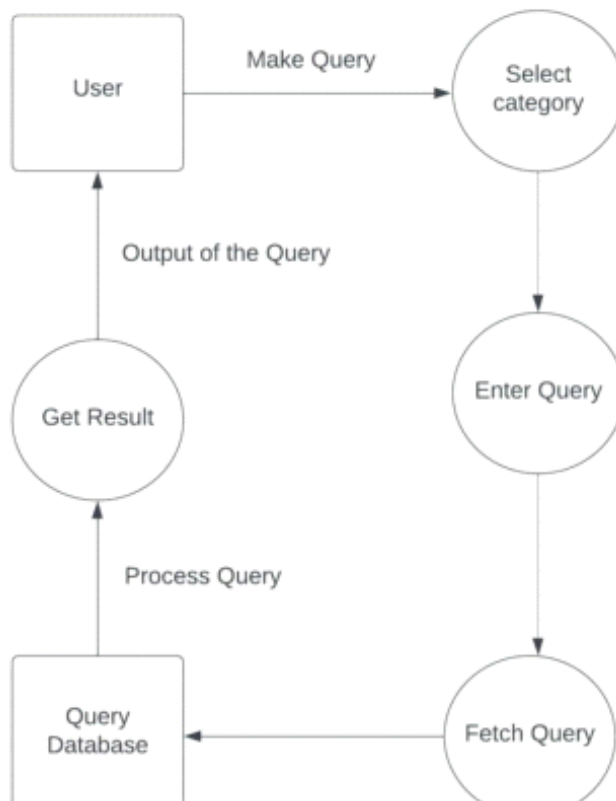 User
Make Query
Select
category
Output of the Query
Get Result
Enter Query
Process Query
Query
Database
Fetch Query